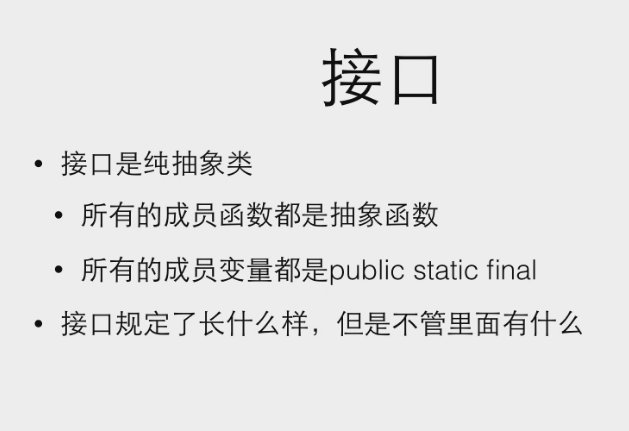 接口
• 接口是纯抽象类
• 所有的成员函数都是抽象函数
• 所有的成员变量都是public static final
• 接口规定了长什么样，但是不管里面有什么